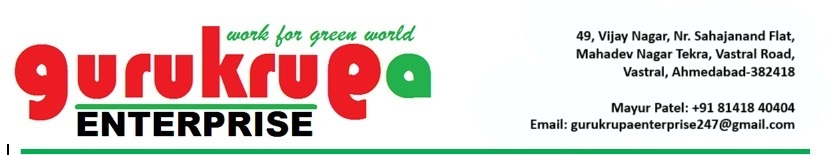 work for green world
gurukrupa
ENTERPRISE
49, Vijay Nagar, Nr. Sahajanand Flat,
Mahadev Nagar Tekra, Vastral Road,
Vastral, Ahmedabad-382418
Mayur Patel: +91 81418 40404
Email: gurukrupaenterprise247@gmail.com